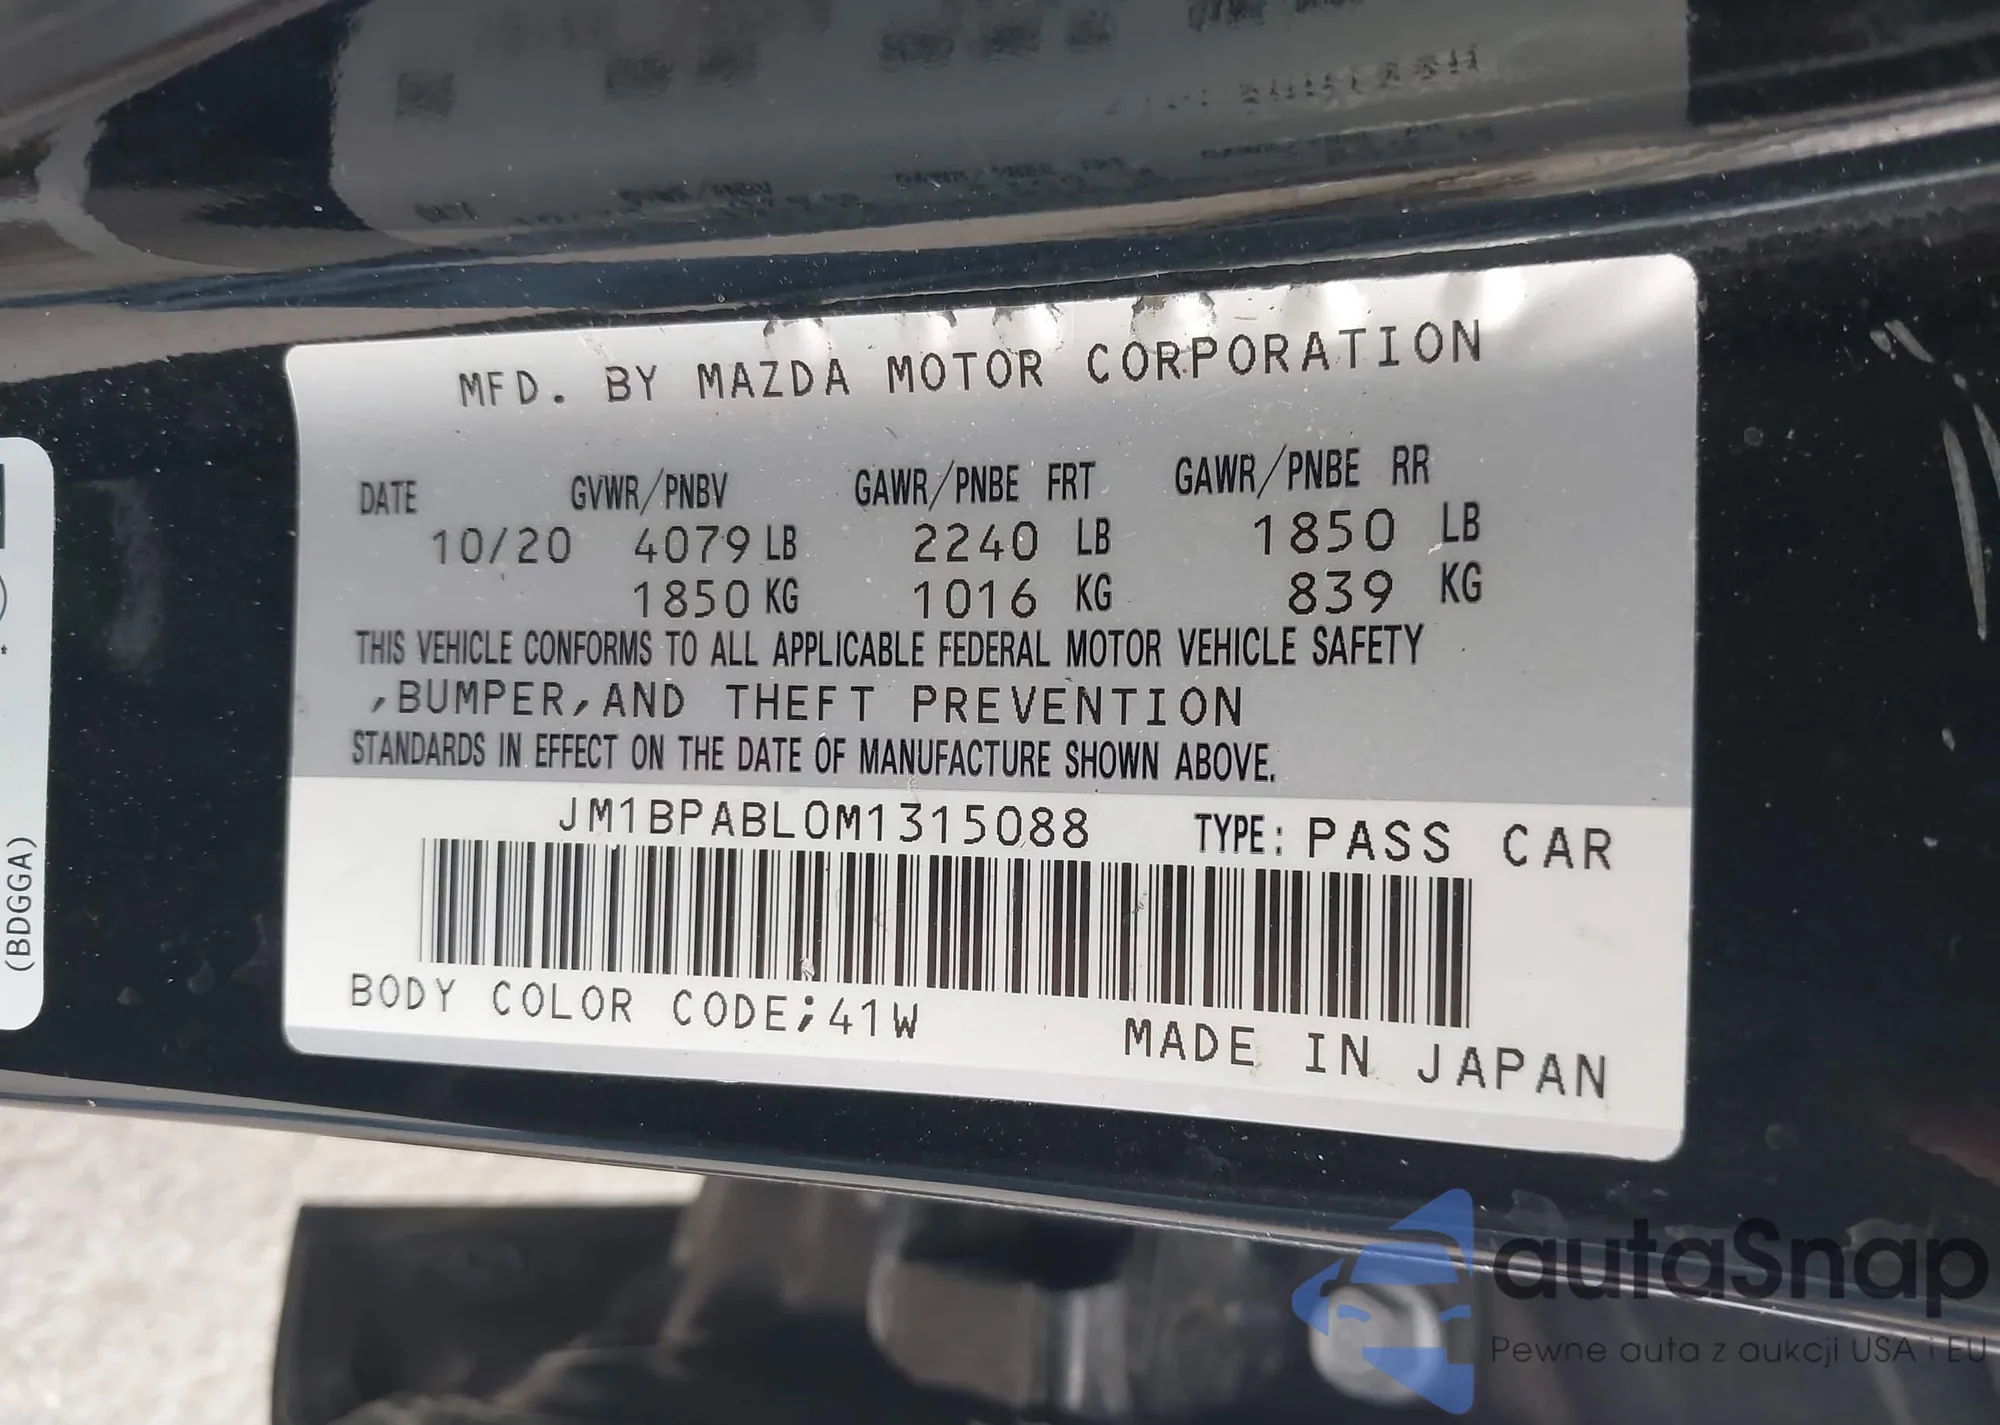 MFD. BY MAZDA MOTOR CORPORATION
DATE GVWR/PNBV GAWR/PNBE FRT GAWR/PNBE RR
10/20 4079 LB 2240 LB 1850 LB
1850 KG 1016 KG 839 KG
THIS VEHICLE CONFORMS TO ALL APPLICABLE FEDERAL MOTOR VEHICLE SAFETY
,BUMPER,AND THEFT PREVENTION
STANDARDS IN EFFECT ON THE DATE OF MANUFACTURE SHOWN ABOVE.
JM1BPABL0M1315088 TYPE: PASS CAR
BODY COLOR CODE;41W
MADE IN JAPAN
(BDGGA)
autaSnap
Pewne auta z aukcji USA i EU